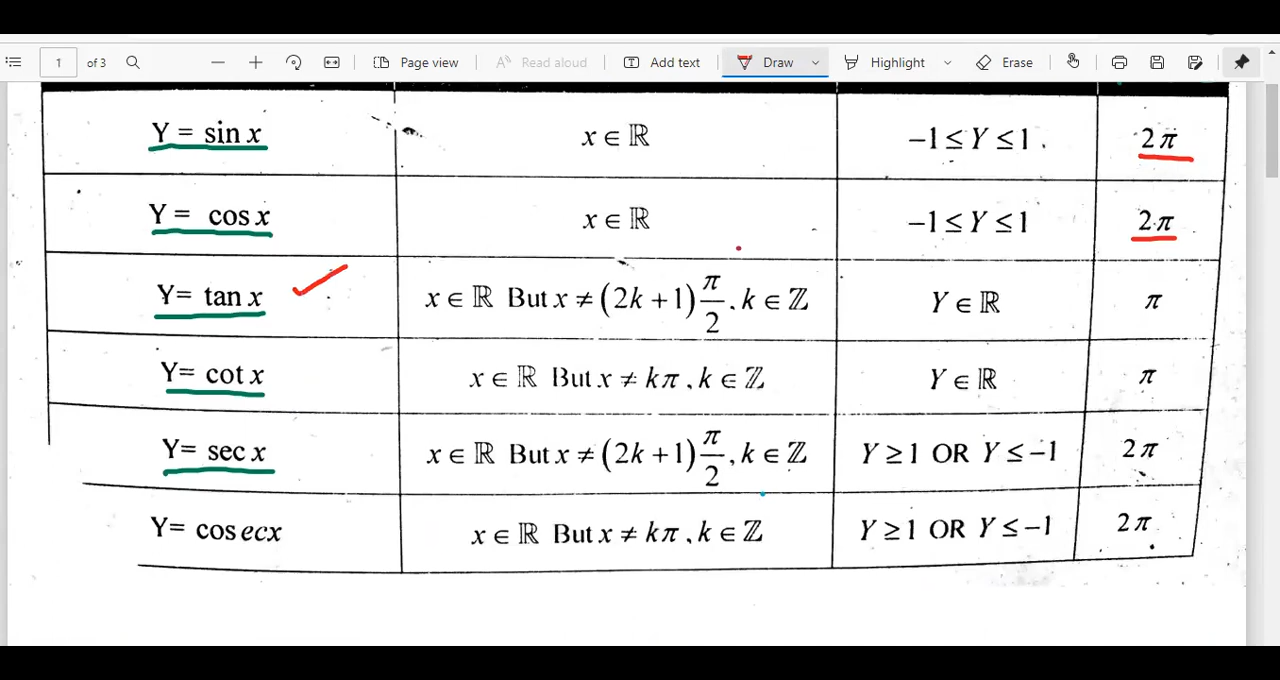 1 of 3 Page view Read aloud Add text Draw Highlight Erase
Y = sin x x ∈ ℝ −1 ≤ Y ≤ 1 . 2π
Y = cos x x ∈ ℝ −1 ≤ Y ≤ 1 2π
Y= tan x x ∈ ℝ But x ≠ (2k + 1) π/2 , k ∈ ℤ Y ∈ ℝ π
Y= cot x x ∈ ℝ But x ≠ kπ , k ∈ ℤ Y ∈ ℝ π
Y= sec x x ∈ ℝ But x ≠ (2k + 1) π/2 , k ∈ ℤ Y ≥ 1 OR Y ≤ −1 2π
Y= cosecx x ∈ ℝ But x ≠ kπ , k ∈ ℤ Y ≥ 1 OR Y ≤ −1 2π